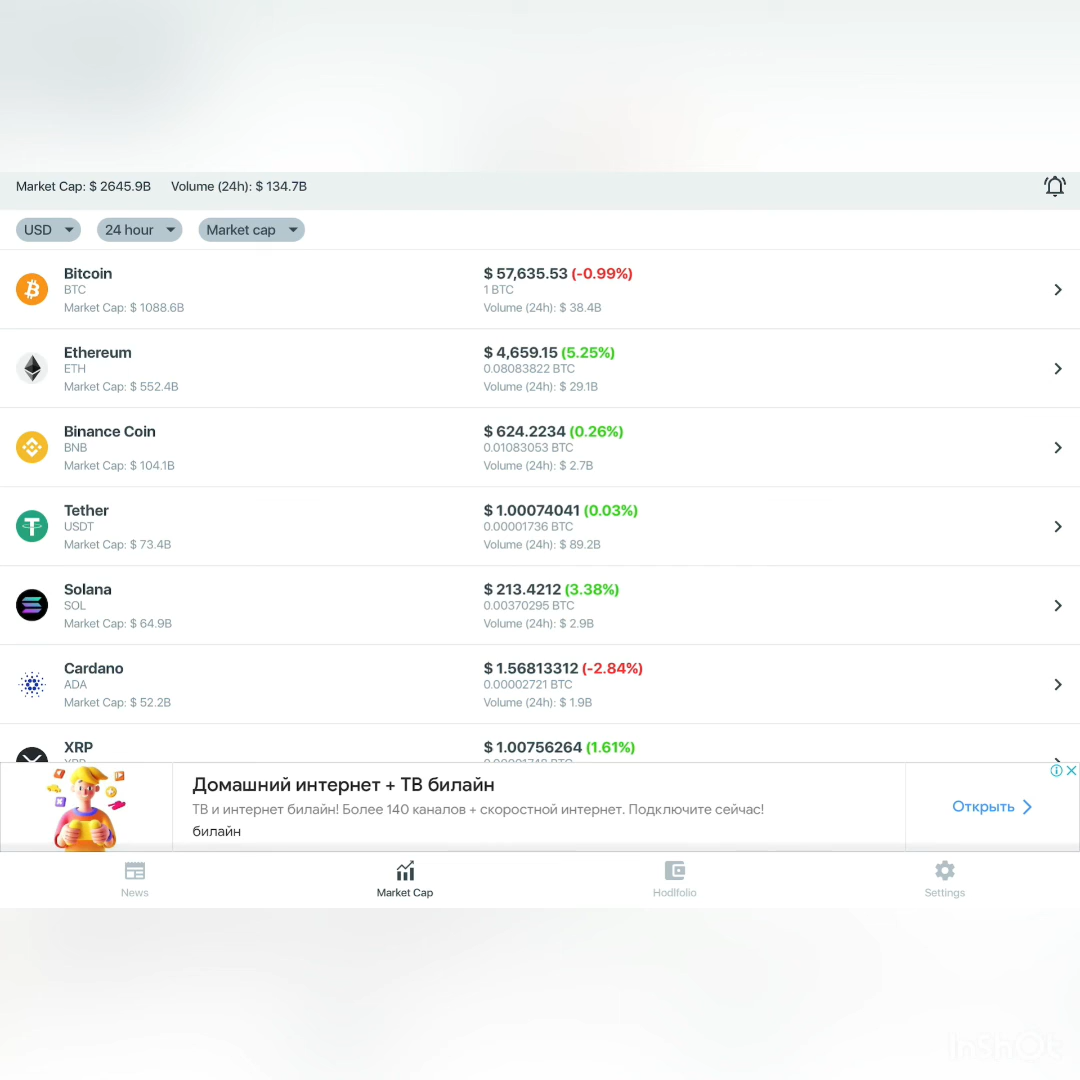 Market Cap: $ 2645.9B Volume (24h): $ 134.7B
USD 24 hour Market cap
Bitcoin $ 57,635.53 (-0.99%)
BTC 1 BTC
Market Cap: $ 1088.6B Volume (24h): $ 38.4B
Ethereum $ 4,659.15 (5.25%)
ETH 0.08083822 BTC
Market Cap: $ 552.4B Volume (24h): $ 29.1B
Binance Coin $ 624.2234 (0.26%)
BNB 0.01083053 BTC
Market Cap: $ 104.1B Volume (24h): $ 2.7B
Tether $ 1.00074041 (0.03%)
USDT 0.00001736 BTC
Market Cap: $ 73.4B Volume (24h): $ 89.2B
Solana $ 213.4212 (3.38%)
SOL 0.00370295 BTC
Market Cap: $ 64.9B Volume (24h): $ 2.9B
Cardano $ 1.56813312 (-2.84%)
ADA 0.00002721 BTC
Market Cap: $ 52.2B Volume (24h): $ 1.9B
XRP $ 1.00756264 (1.61%)
Домашний интернет + ТВ билайн
ТВ и интернет билайн! Более 140 каналов + скоростной интернет. Подключите сейчас!
билайн
Открыть
News Market Cap Hodlfolio Settings
InShOt